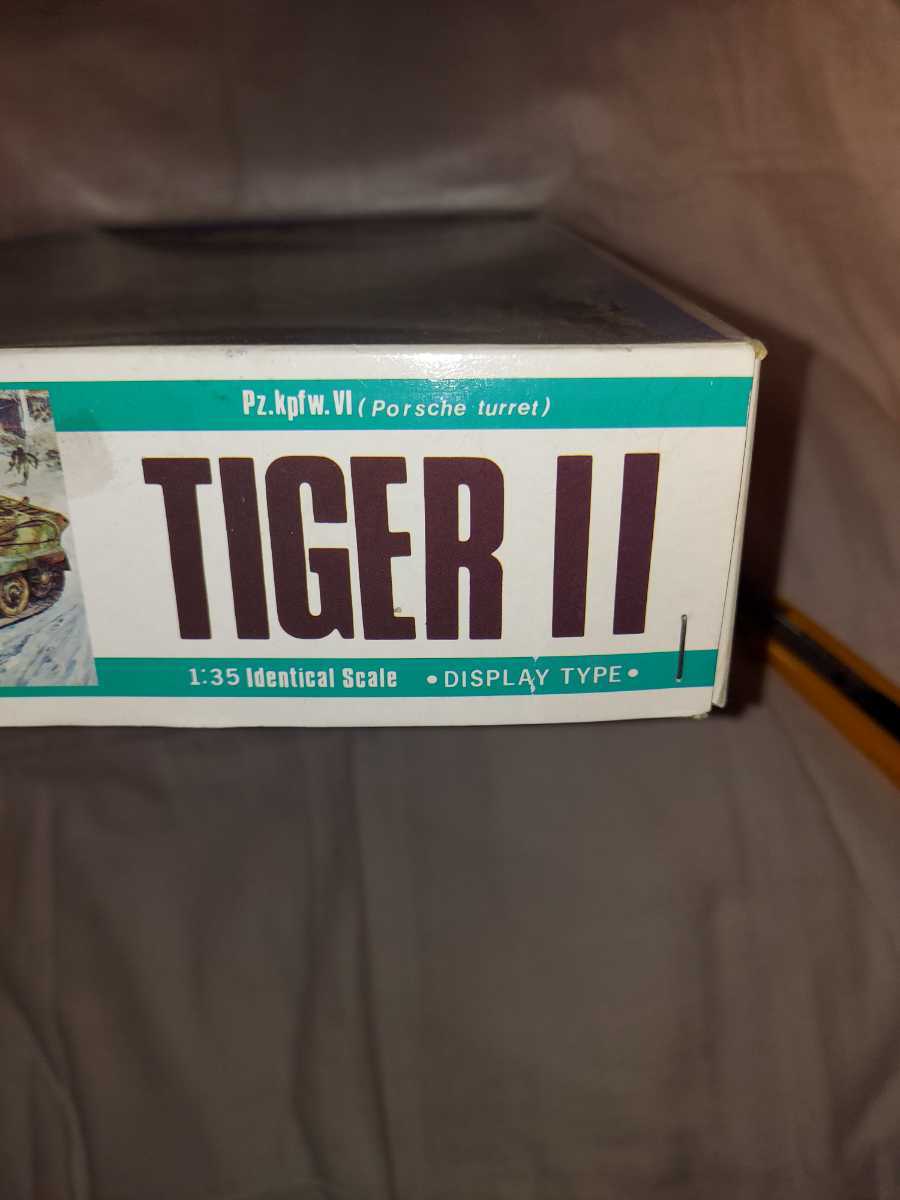 Pz.kpfw.VI (Porsche turret)
TIGER II
1:35 Identical Scale •DISPLAY TYPE•